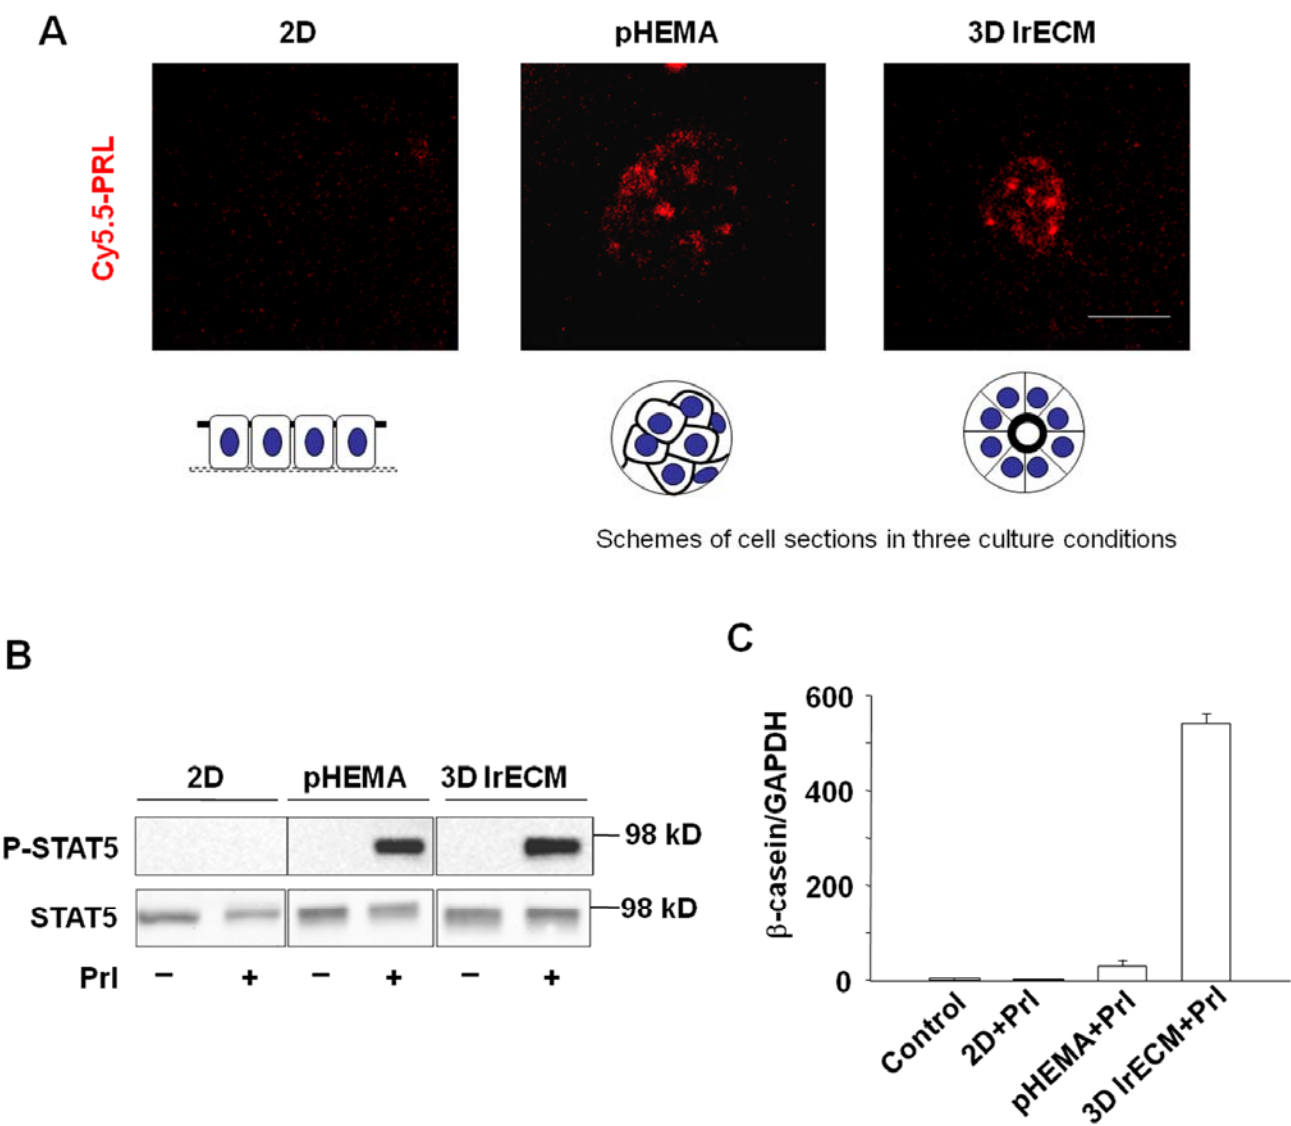 A
2D
pHEMA
3D lrECM
Cy5.5-PRL
Schemes of cell sections in three culture conditions
B
2D
pHEMA
3D lrECM
P-STAT5
98 kD
STAT5
98 kD
Prl
− + − + − +
C
β-casein/GAPDH
600
400
200
0
Control
2D+Prl
pHEMA+Prl
3D lrECM+Prl